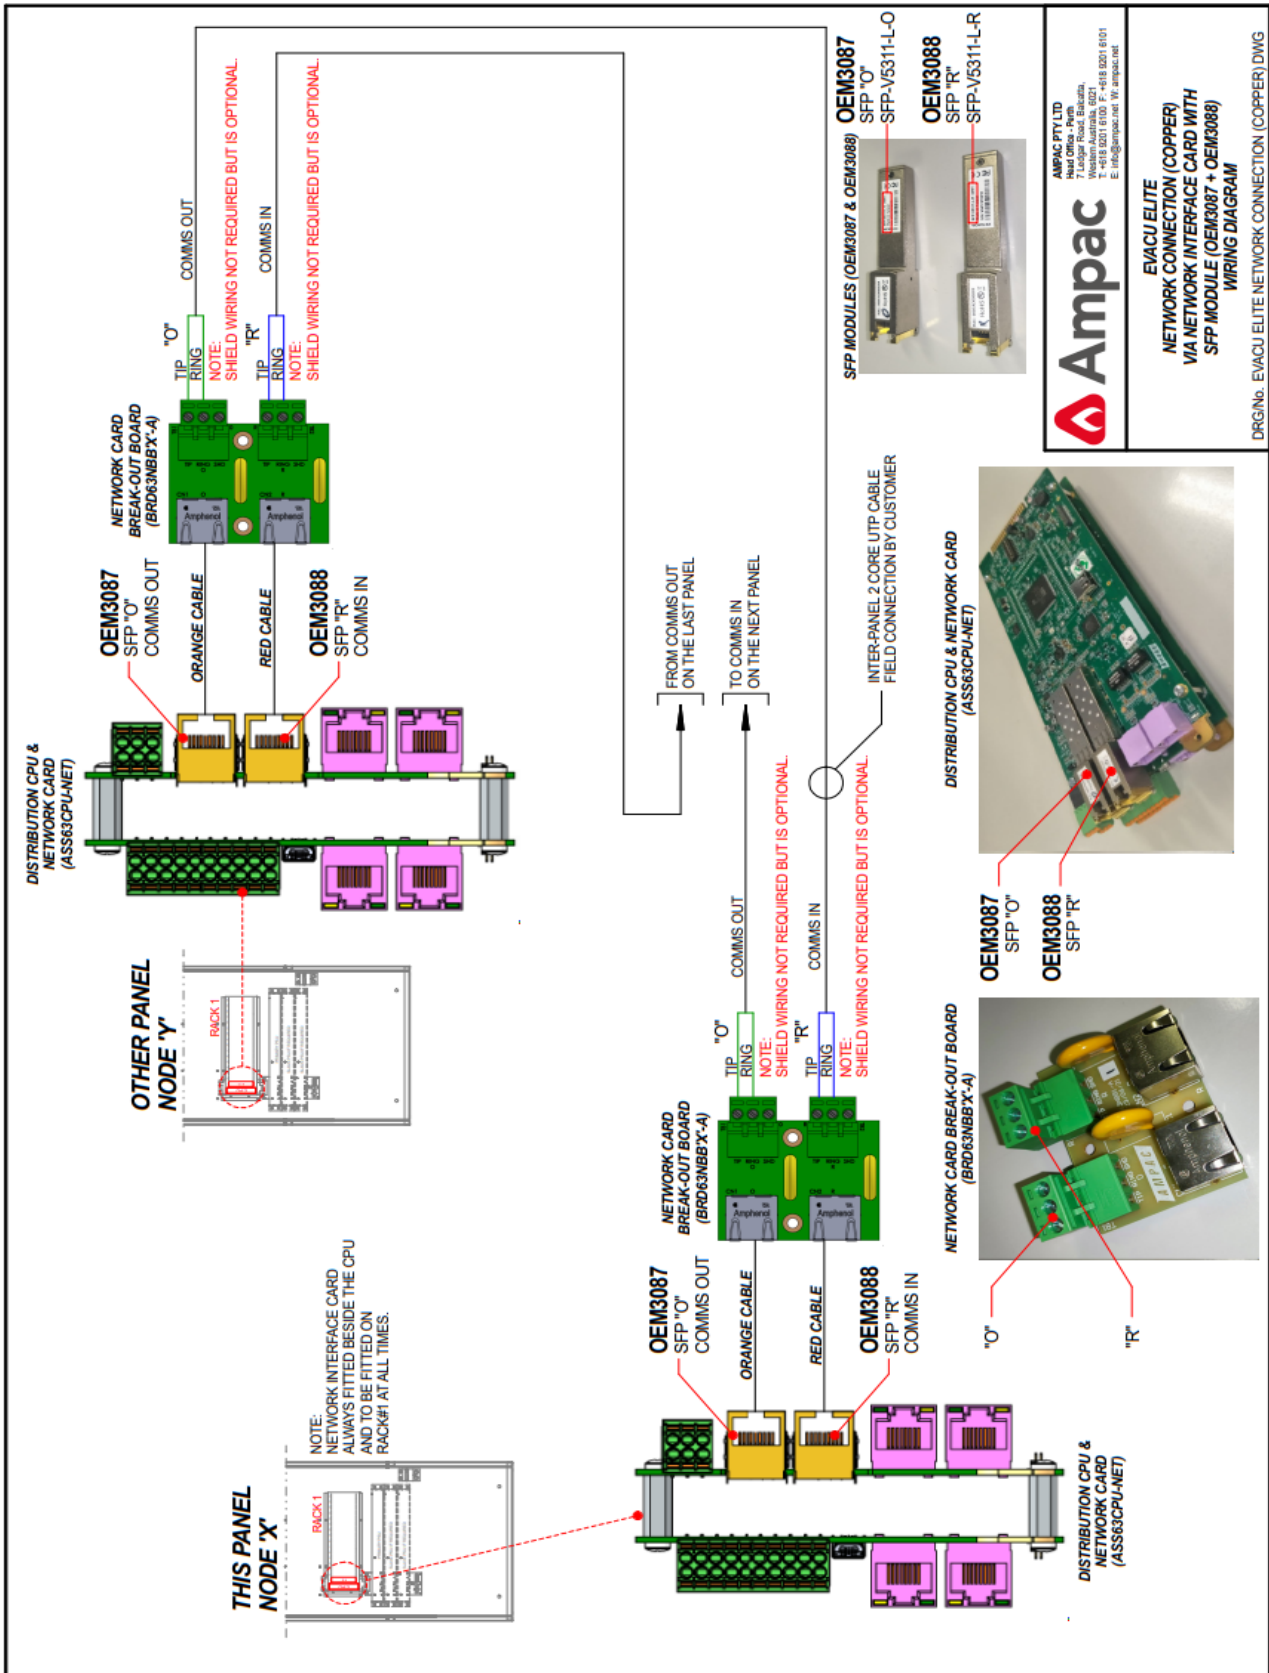 THIS PANEL
NODE 'X'
RACK 1
NOTE:
NETWORK INTERFACE CARD
ALWAYS FITTED BESIDE THE CPU
AND TO BE FITTED ON
RACK#1 AT ALL TIMES.
OTHER PANEL
NODE 'Y'
RACK 1
DISTRIBUTION CPU &
NETWORK CARD
(ASS63CPU-NET)
OEM3087
SFP "O"
COMMS OUT
ORANGE CABLE
RED CABLE
OEM3088
SFP "R"
COMMS IN
NETWORK CARD
BREAK-OUT BOARD
(BRD63NBB'X'-A)
Amphenol
Amphenol
TIP
RING
"O"
COMMS OUT
NOTE:
SHIELD WIRING NOT REQUIRED BUT IS OPTIONAL.
TIP
RING
"R"
COMMS IN
NOTE:
SHIELD WIRING NOT REQUIRED BUT IS OPTIONAL.
DISTRIBUTION CPU &
NETWORK CARD
(ASS63CPU-NET)
OEM3087
SFP "O"
COMMS OUT
ORANGE CABLE
RED CABLE
OEM3088
SFP "R"
COMMS IN
NETWORK CARD
BREAK-OUT BOARD
(BRD63NBB'X'-A)
Amphenol
Amphenol
TIP
RING
"O"
COMMS OUT
NOTE:
SHIELD WIRING NOT REQUIRED BUT IS OPTIONAL.
TIP
RING
"R"
COMMS IN
NOTE:
SHIELD WIRING NOT REQUIRED BUT IS OPTIONAL.
FROM COMMS OUT
ON THE LAST PANEL
TO COMMS IN
ON THE NEXT PANEL
INTER-PANEL 2 CORE UTP CABLE
FIELD CONNECTION BY CUSTOMER
NETWORK CARD BREAK-OUT BOARD
(BRD63NBB'X'-A)
"O"
"R"
AMPAC
DISTRIBUTION CPU & NETWORK CARD
(ASS63CPU-NET)
OEM3087
SFP "O"
OEM3088
SFP "R"
SFP MODULES (OEM3087 & OEM3088)
OEM3087
SFP "O"
SFP-V5311-L-O
OEM3088
SFP "R"
SFP-V5311-L-R
Ampac
AMPAC PTY LTD
Head Office - Perth
7 Ledgar Road, Balcatta,
Western Australia, 6021
T: +618 9201 6100 F: +618 9201 6101
E: info@ampac.net W: ampac.net
EVACU ELITE
NETWORK CONNECTION (COPPER)
VIA NETWORK INTERFACE CARD WITH
SFP MODULE (OEM3087 + OEM3088)
WIRING DIAGRAM
DRG/No. EVACU ELITE NETWORK CONNECTION (COPPER) DWG